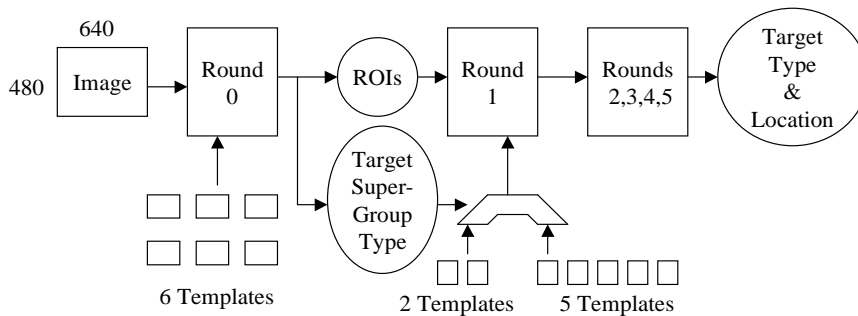 640
480
Image
Round
0
ROIs
Round
1
Rounds
2,3,4,5
Target
Type
&
Location
Target
Super-
Group
Type
6 Templates
2 Templates
5 Templates